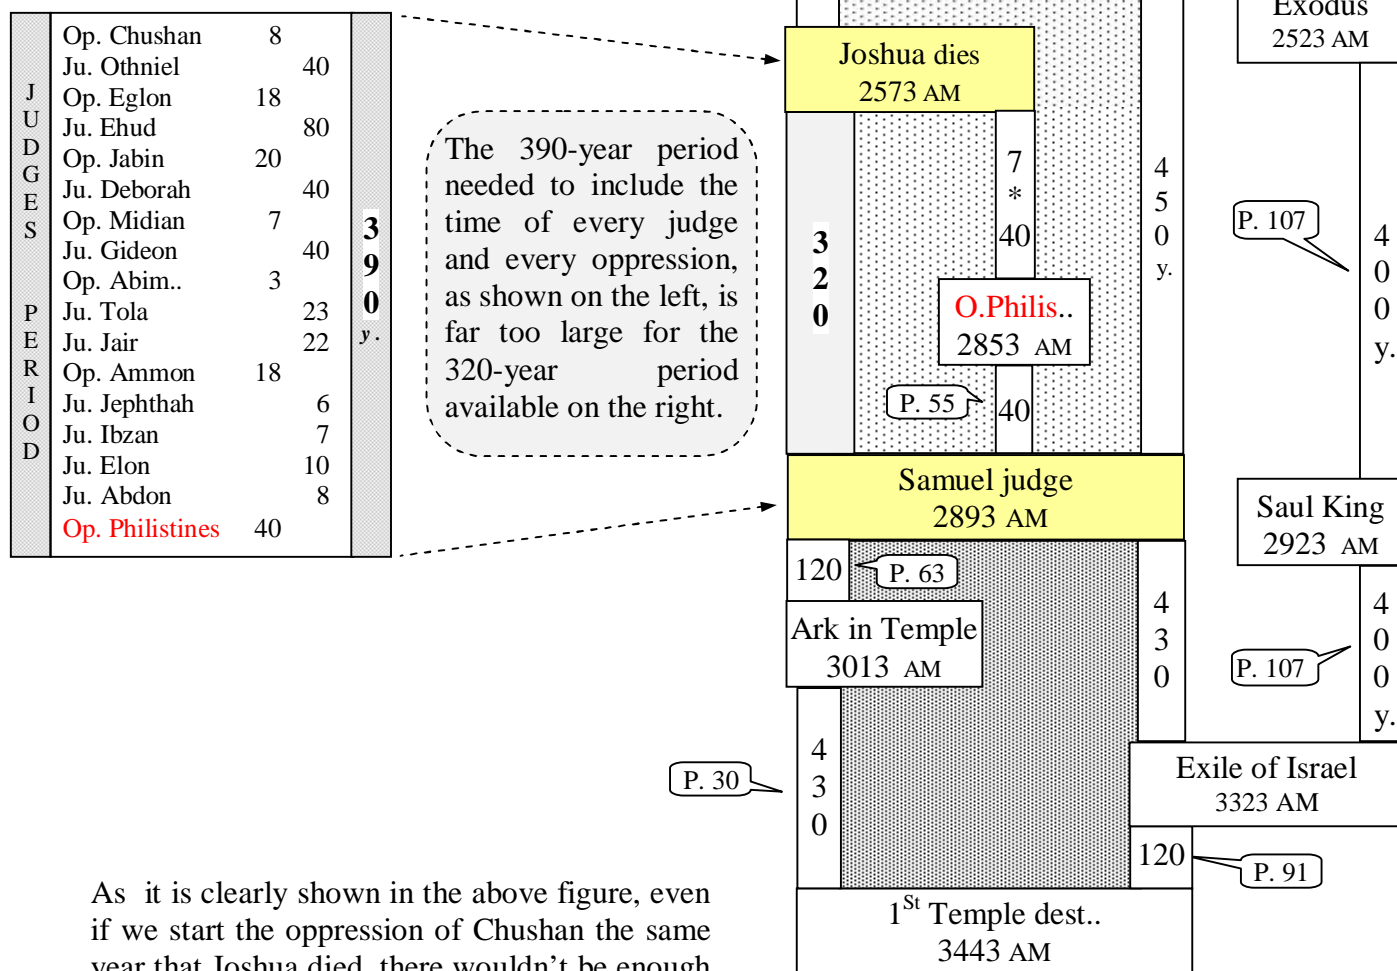 JUDGES PERIOD
Op. Chushan 8
Ju. Othniel 40
Op. Eglon 18
Ju. Ehud 80
Op. Jabin 20
Ju. Deborah 40
Op. Midian 7
Ju. Gideon 40
Op. Abim.. 3
Ju. Tola 23
Ju. Jair 22
Op. Ammon 18
Ju. Jephthah 6
Ju. Ibzan 7
Ju. Elon 10
Ju. Abdon 8
Op. Philistines 40
390 y.
The 390-year period
needed to include the
time of every judge
and every oppression,
as shown on the left, is
far too large for the
320-year period
available on the right.
Joshua dies
2573 AM
320
7
*
40
O.Philis..
2853 AM
P. 55
40
450 y.
Samuel judge
2893 AM
120
P. 63
Ark in Temple
3013 AM
430
P. 30
430
Exodus
2523 AM
P. 107
400 y.
Saul King
2923 AM
P. 107
400 y.
Exile of Israel
3323 AM
120
P. 91
1St Temple dest..
3443 AM
As it is clearly shown in the above figure, even
if we start the oppression of Chushan the same
year that Joshua died, there wouldn't be enough